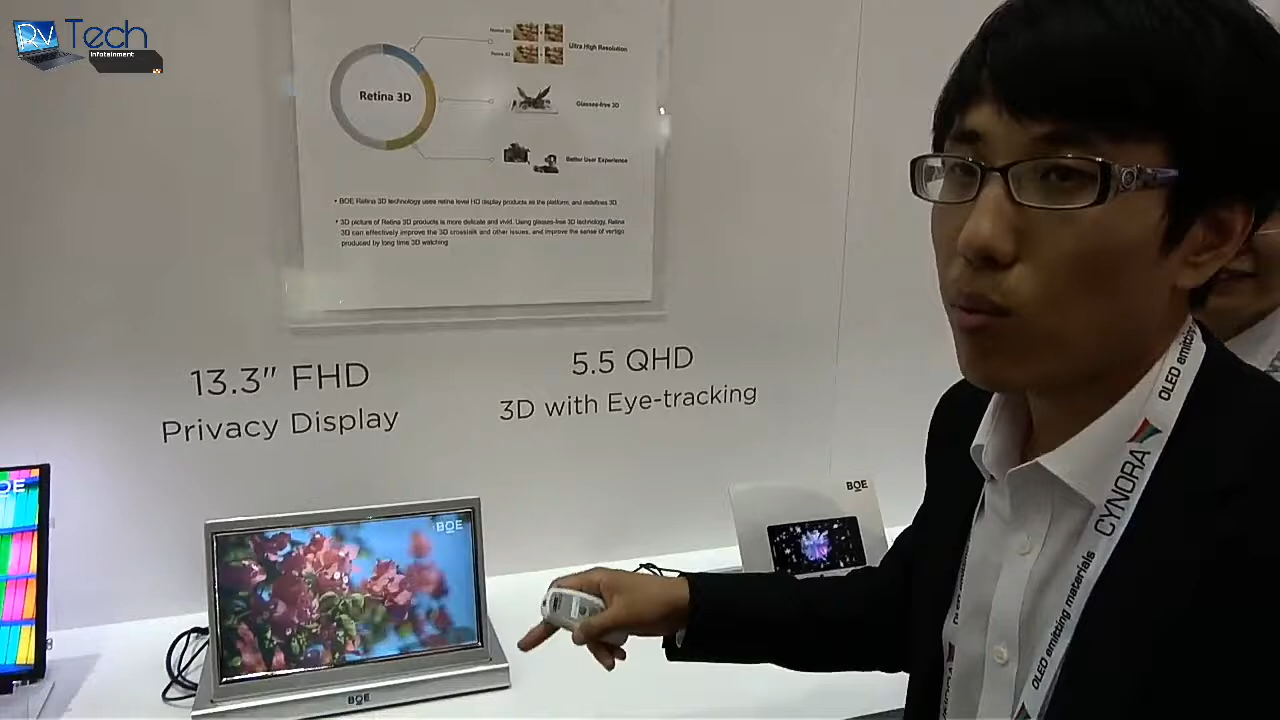 RV Tech
Infotainment
Retina 3D
Ultra High Resolution
Glasses-free 3D
Better User Experience
• BOE Retina 3D technology uses retina level HD display products as the platform, and redefines 3D
• 3D picture of Retina 3D products is more delicate and vivid. Using glasses-free 3D technology, Retina
3D can effectively improve the 3D crosstalk and other issues, and improve the sense of vertigo
produced by long time 3D watching
13.3" FHD
Privacy Display
5.5 QHD
3D with Eye-tracking
BOE
BOE
BOE
OLED emitting materials
CYNORA
OLED emitting